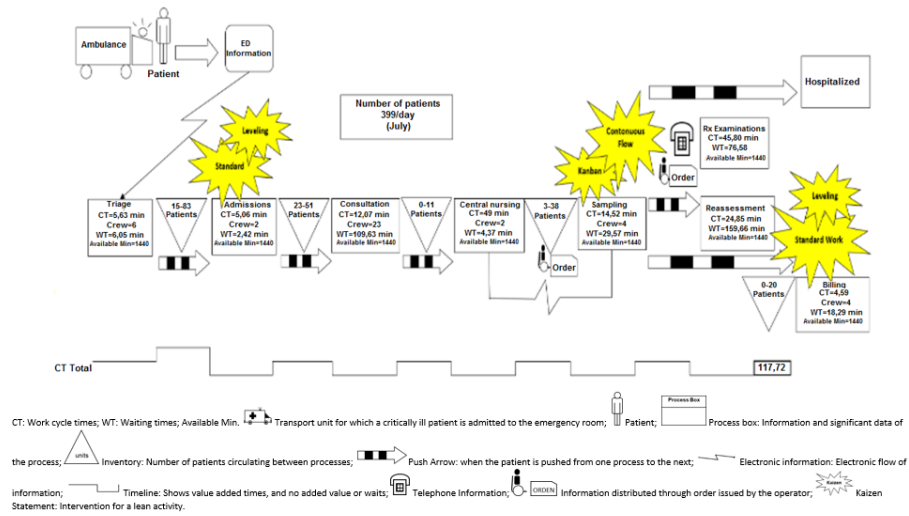 Ambulance
Patient
ED
Information
Number of patients
399/day
(July)
Hospitalized
Leveling
Standard
Contonuous
Flow
Kanban
Order
Rx Examinations
CT=45,80 min
WT=76,58
Available Min=1440
Leveling
Standard Work
Triage
CT=5,63 min
Crew=6
WT=6,05 min
Available Min=1440
15-83
Patients
Admissions
CT=5,06 min
Crew=2
WT=2,42 min
Available Min=1440
23-51
Patients
Consultation
CT=12,07 min
Crew=23
WT=109,63 min
Available Min=1440
0-11
Patients
Central nursing
CT=49 min
Crew=2
WT=4,37 min
Available Min=1440
3-38
Patients
Order
Sampling
CT=14,52 min
Crew=4
WT=29,57 min
Available Min=1440
Reassessment
CT=24,85 min
WT=159,66 min
Available Min=1440
0-20
Patients
Billing
CT=4,59
Crew=4
WT=18,29 min
Available Min=1440
CT Total
117,72
CT: Work cycle times; WT: Waiting times; Available Min. Transport unit for which a critically ill patient is admitted to the emergency room; Patient; Process Box Process box: Information and significant data of
the process; units Inventory: Number of patients circulating between processes; Push Arrow: when the patient is pushed from one process to the next; Electronic information: Electronic flow of
information; Timeline: Shows value added times, and no added value or waits; Telephone Information; ORDEN Information distributed through order issued by the operator; Kaizen Kaizen
Statement: Intervention for a lean activity.